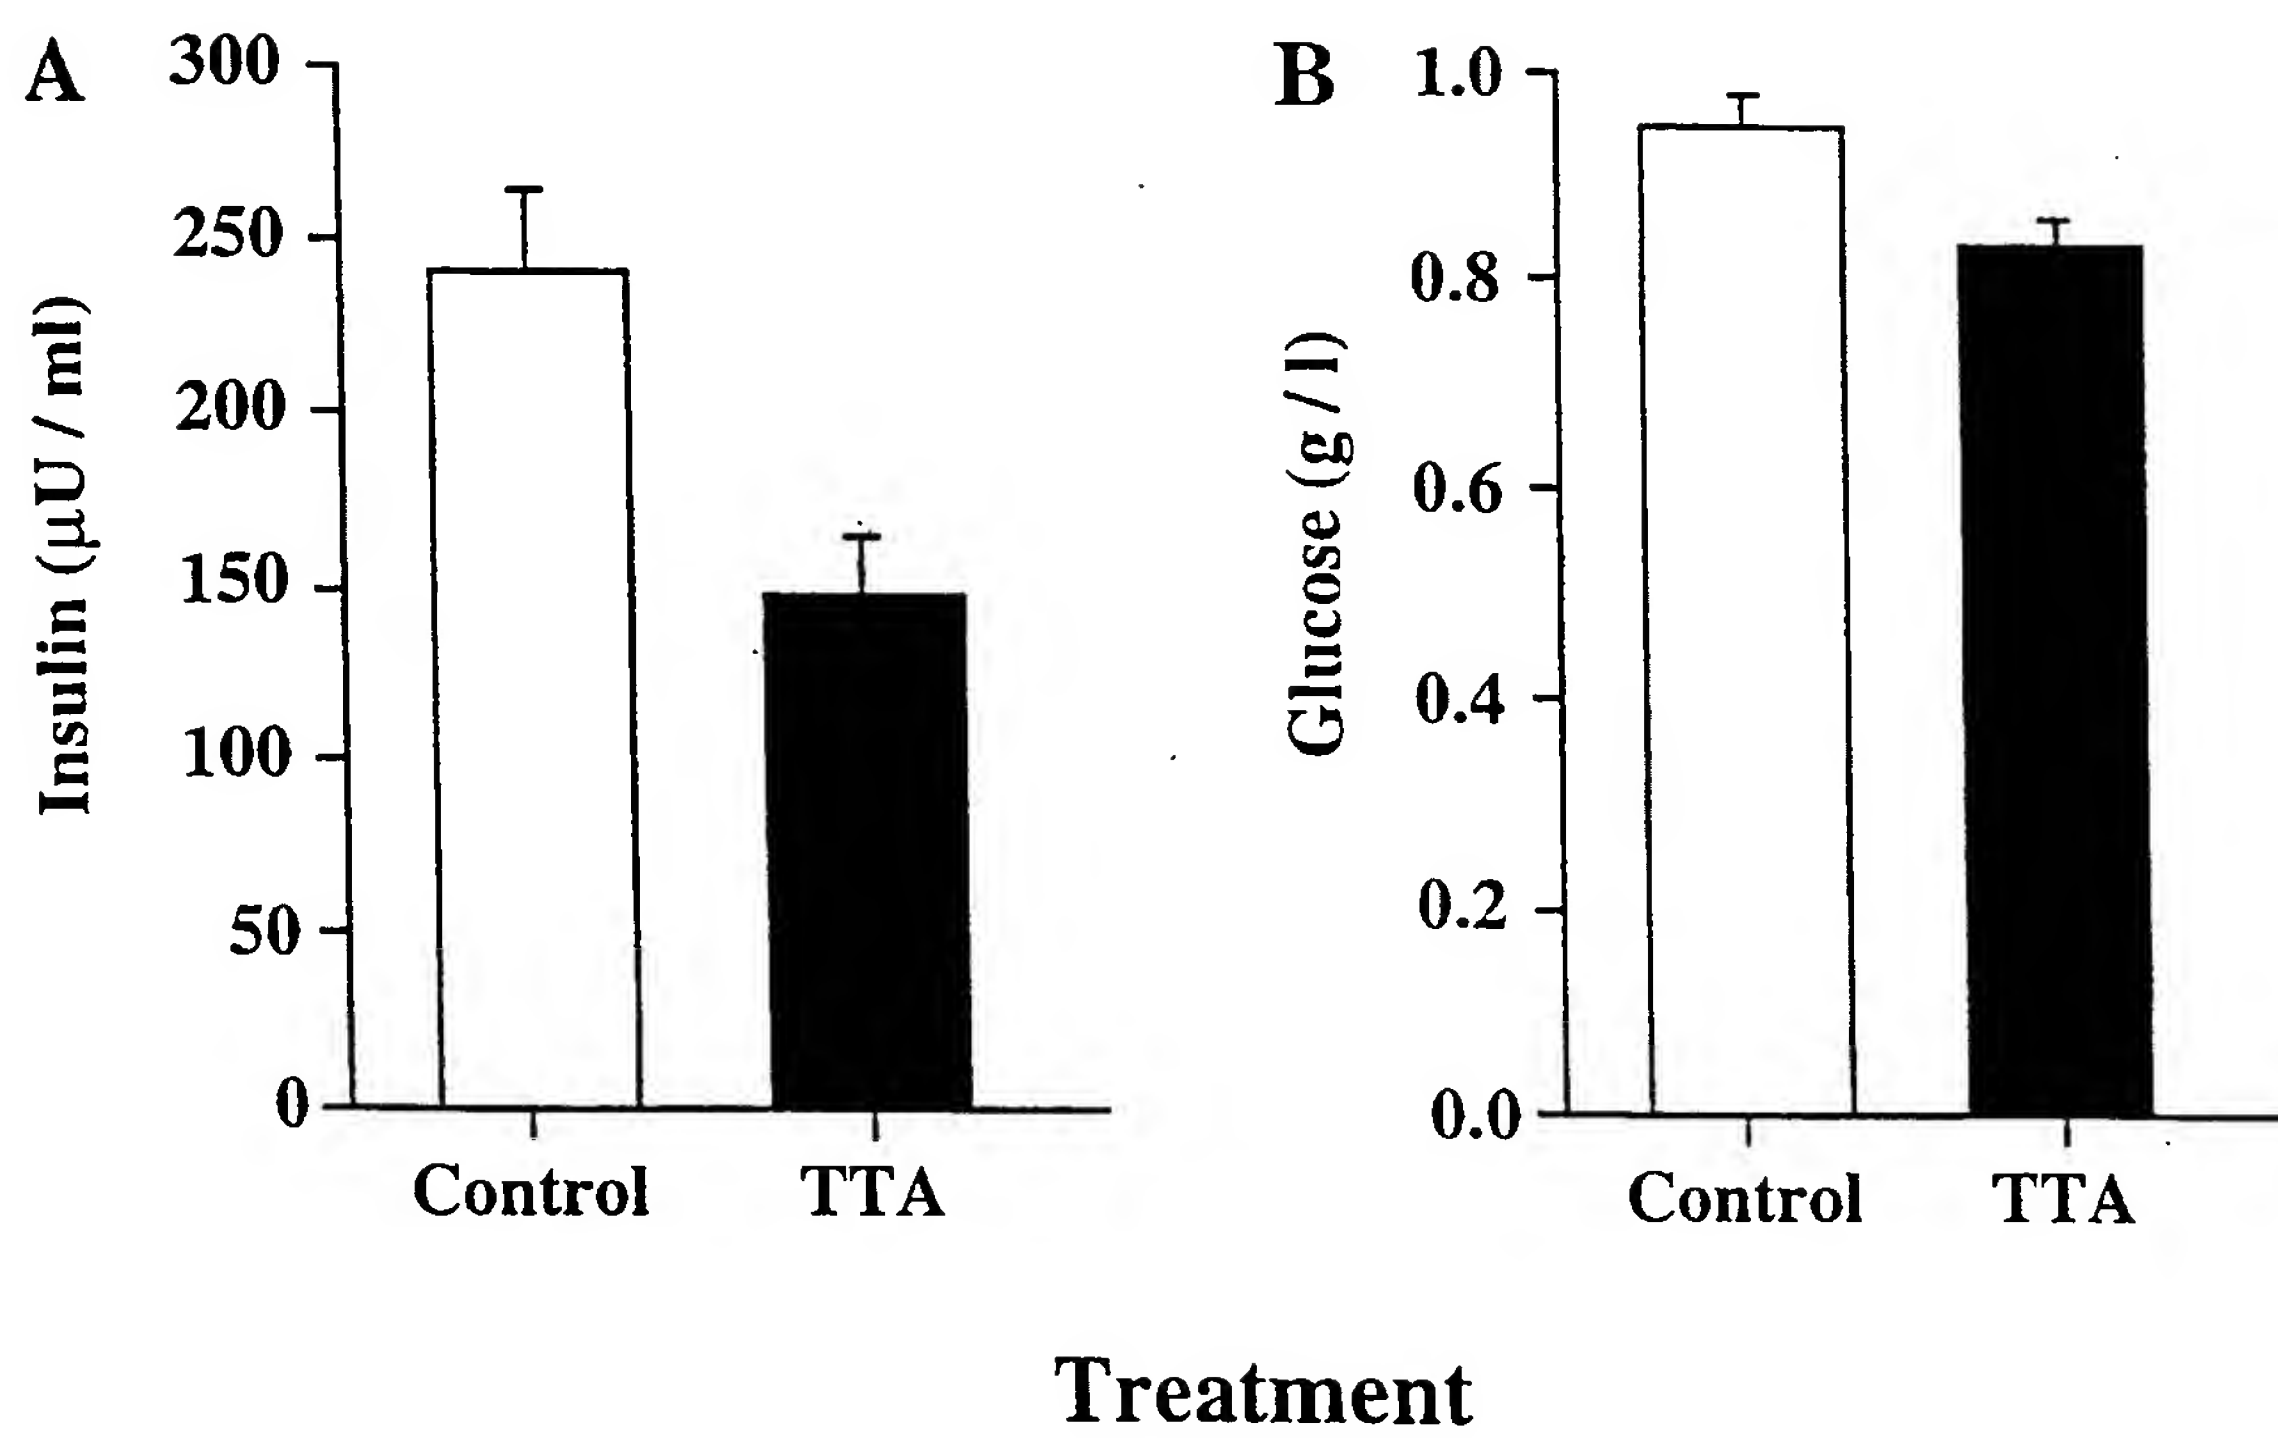 A
300
250
200
150
100
50
0
Insulin (µU / ml)
Control TTA
B
1.0
0.8
0.6
0.4
0.2
0.0
Glucose (g / l)
Control TTA
Treatment